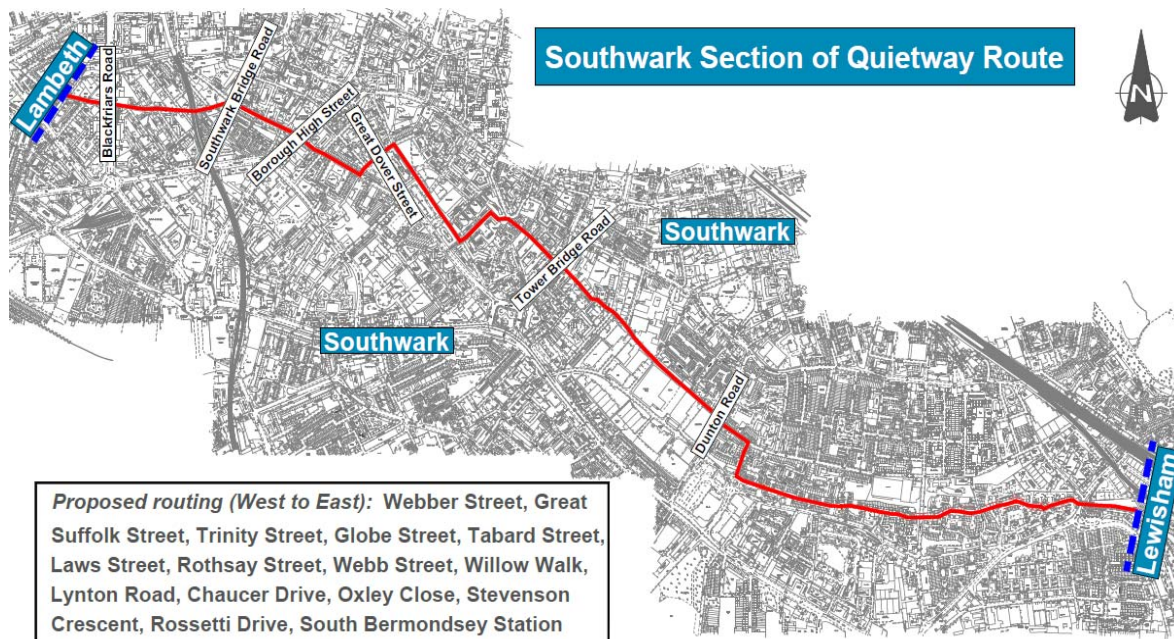 Southwark Section of Quietway Route
N
Lambeth
Blackfriars Road
Southwark Bridge Road
Borough High Street
Great Dover Street
Tower Bridge Road
Southwark
Southwark
Dunton Road
Lewisham
Proposed routing (West to East): Webber Street, Great
Suffolk Street, Trinity Street, Globe Street, Tabard Street,
Laws Street, Rothsay Street, Webb Street, Willow Walk,
Lynton Road, Chaucer Drive, Oxley Close, Stevenson
Crescent, Rossetti Drive, South Bermondsey Station